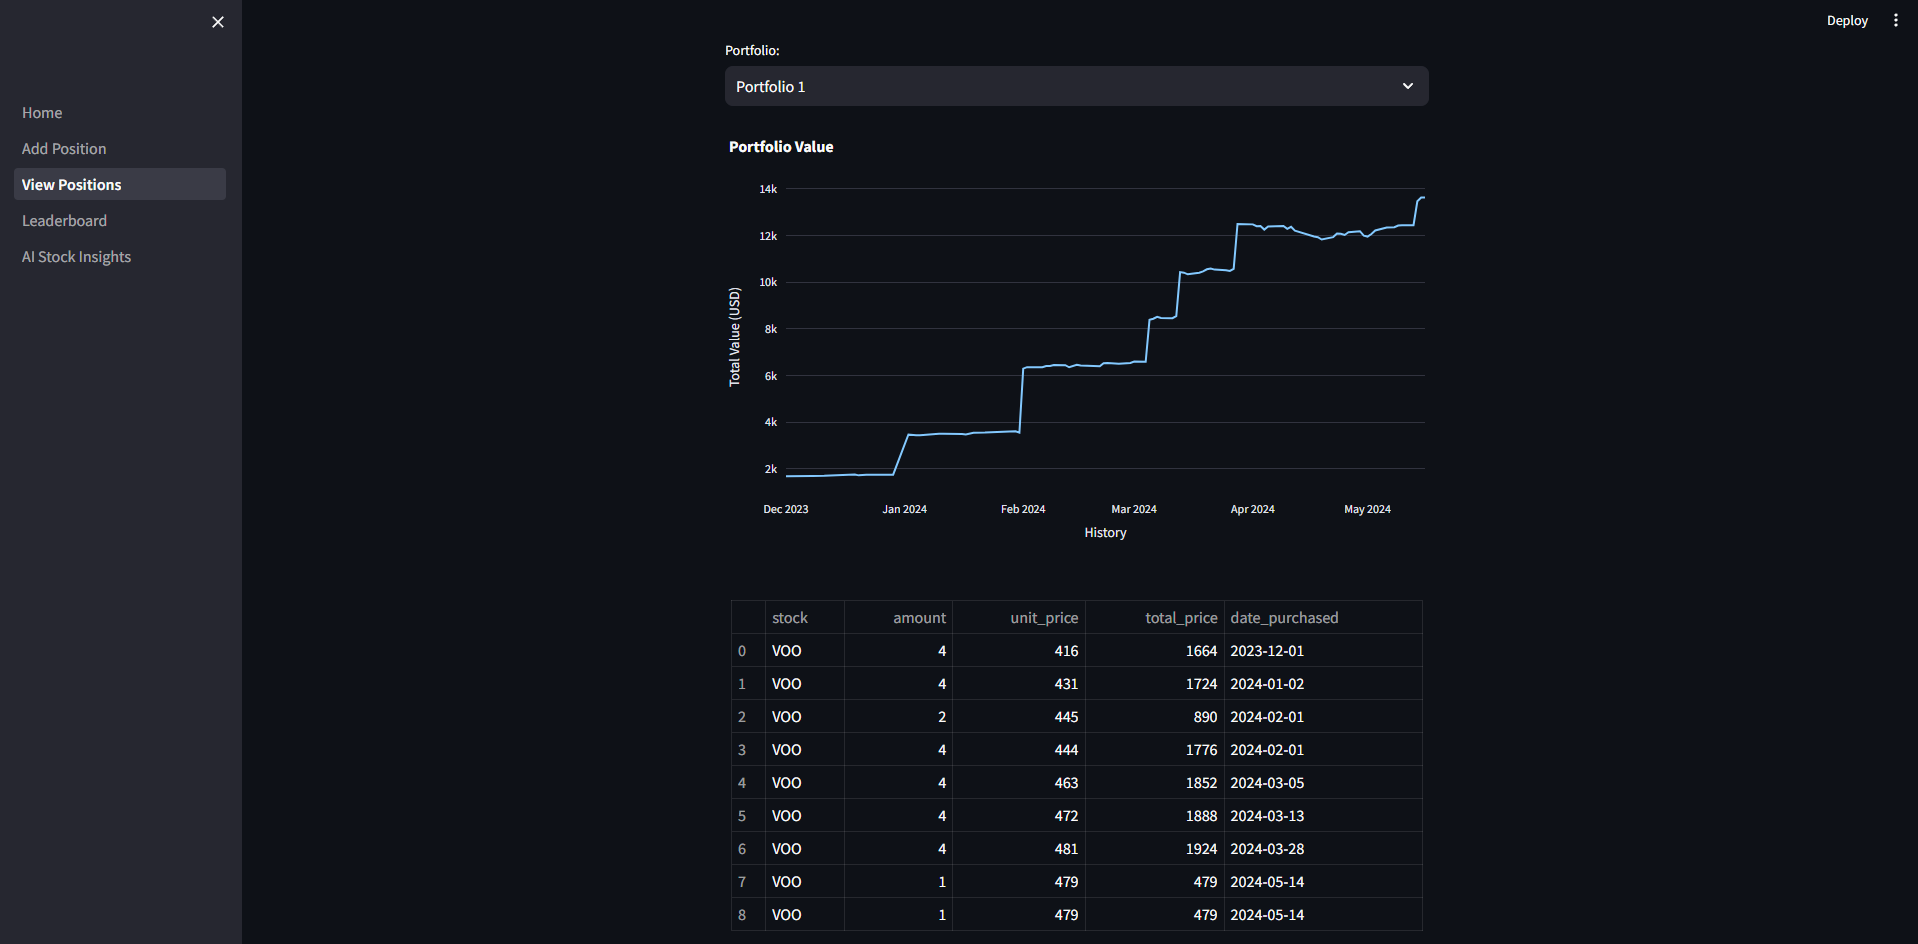 Deploy
Home
Add Position
View Positions
Leaderboard
AI Stock Insights
Portfolio:
Portfolio 1
Portfolio Value
14k
12k
10k
8k
6k
4k
2k
Total Value (USD)
Dec 2023 Jan 2024 Feb 2024 Mar 2024 Apr 2024 May 2024
History
stock amount unit_price total_price date_purchased
0 VOO 4 416 1664 2023-12-01
1 VOO 4 431 1724 2024-01-02
2 VOO 2 445 890 2024-02-01
3 VOO 4 444 1776 2024-02-01
4 VOO 4 463 1852 2024-03-05
5 VOO 4 472 1888 2024-03-13
6 VOO 4 481 1924 2024-03-28
7 VOO 1 479 479 2024-05-14
8 VOO 1 479 479 2024-05-14